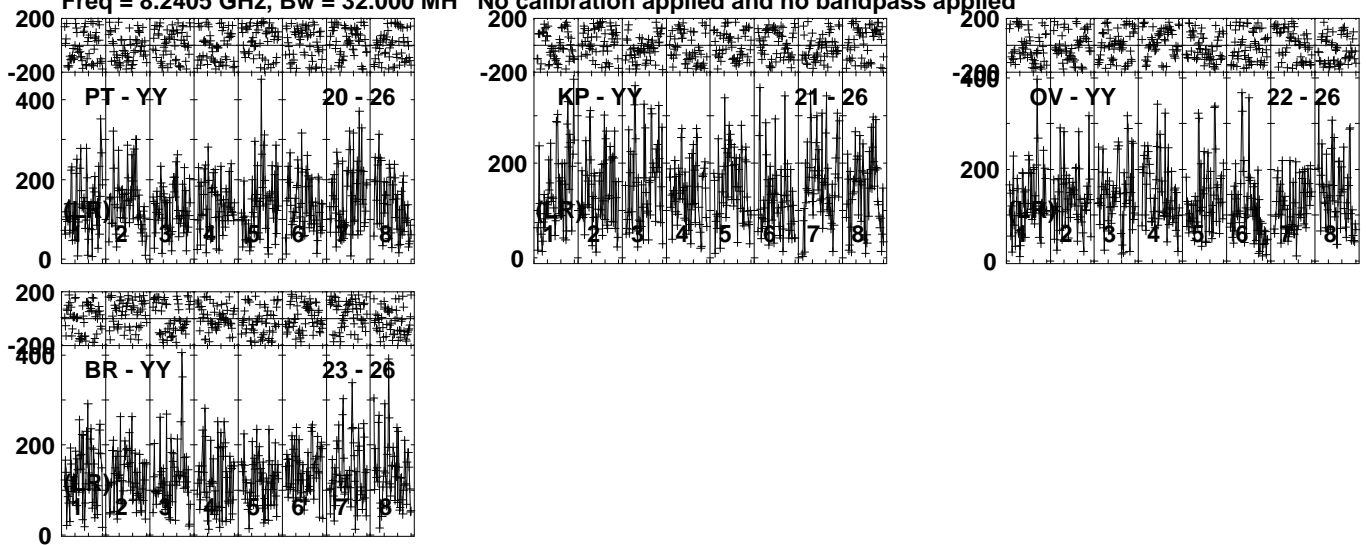 Freq = 8.2405 GHz, Bw = 32.000 MH No calibration applied and no bandpass applied
200
-200
400
200
0
PT - YY 20 - 26
(LR)
1 2 3 4 5 6 7 8
200
-200
200
0
KP - YY 21 - 26
(LR)
1 2 3 4 5 6 7 8
200
-200
400
200
0
OV - YY 22 - 26
(LR)
1 2 3 4 5 6 7 8
200
-200
400
200
0
BR - YY 23 - 26
(LR)
1 2 3 4 5 6 7 8